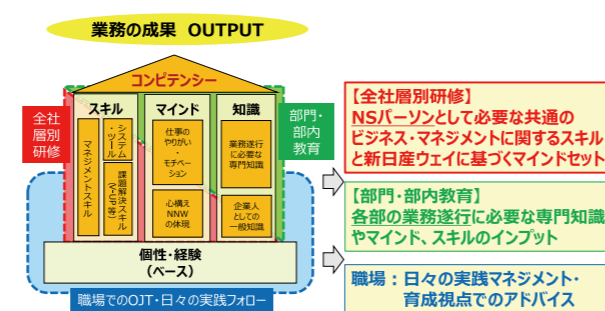 業務の成果 OUTPUT
コンピテンシー
全社
層別
研修
スキル
マネジメントスキル
システム
・ツール
課題解決スキル
(V-UP等)
マインド
仕事の
やりがい
・
モチベー
ション
心構え
NNW
の体現
知識
業務遂行
に必要な
専門知識
企業人
としての
一般知識
部門・
部内
教育
個性・経験
(ベース)
職場でのOJT・日々の実践フォロー
【全社層別研修】
NSパーソンとして必要な共通の
ビジネス・マネジメントに関するスキル
と新日産ウェイに基づくマインドセット
【部門・部内教育】
各部の業務遂行に必要な専門知識
やマインド、スキルのインプット
職場：日々の実践マネジメント・
育成視点でのアドバイス